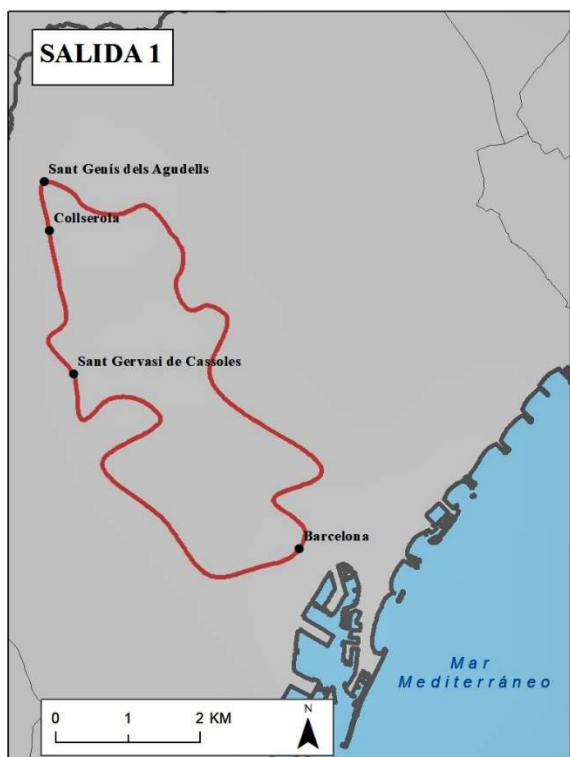 SALIDA 1
Sant Genís dels Agudells
Collserola
Sant Gervasi de Cassoles
Barcelona
Mar
Mediterráneo
0 1 2 KM
N